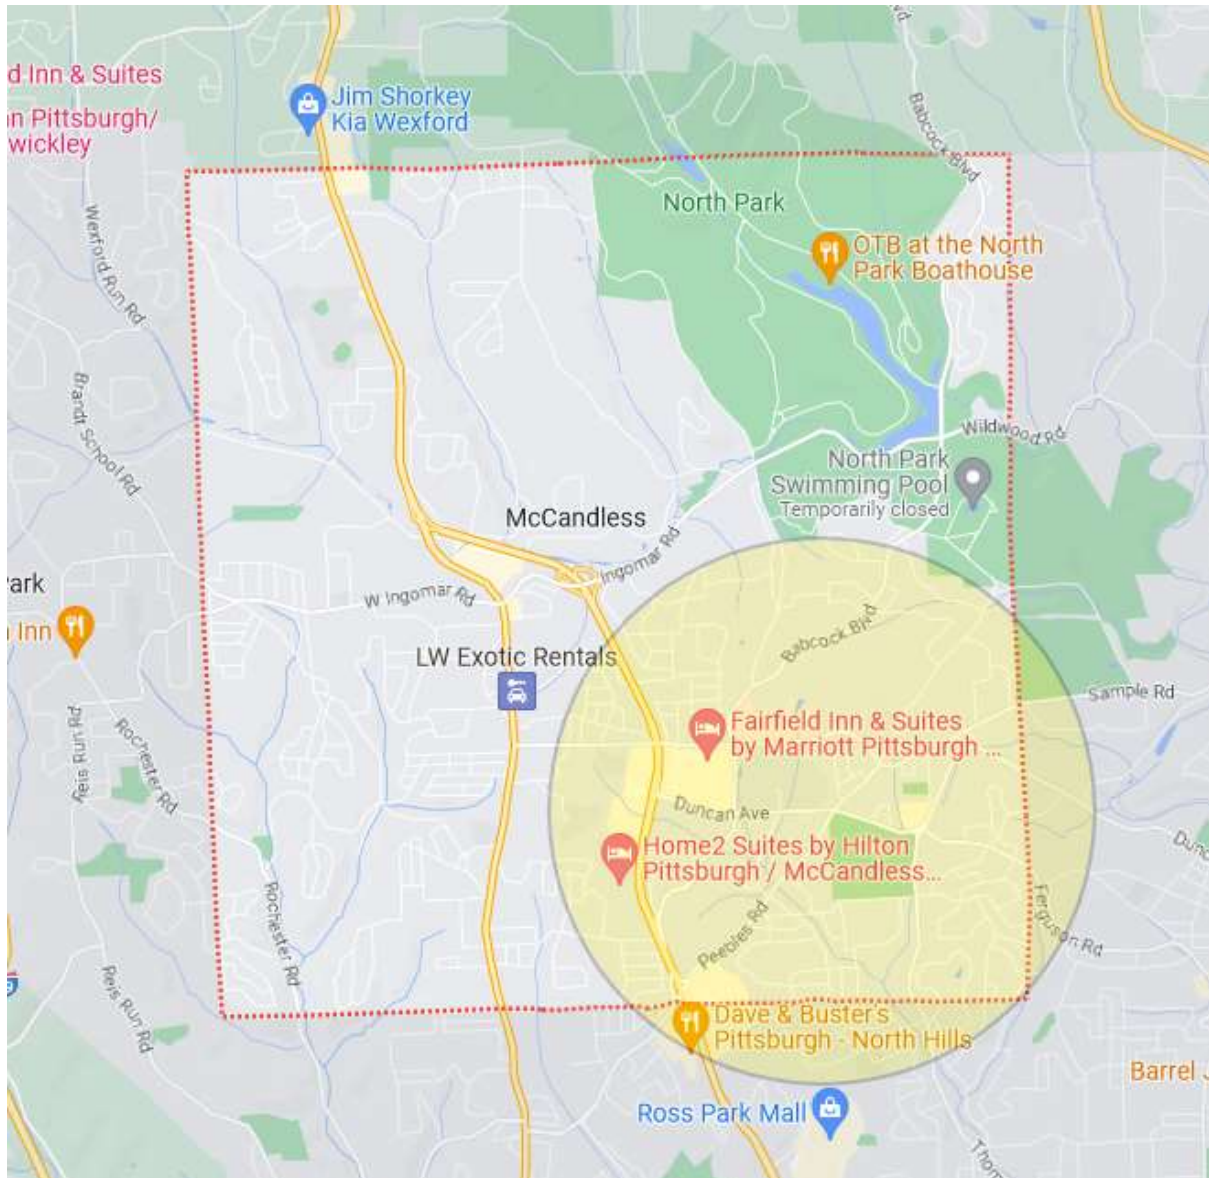 d Inn & Suites
n Pittsburgh/
wickley
Jim Shorkey
Kia Wexford
Babcock Blvd
North Park
OTB at the North
Park Boathouse
Wexford Run Rd
Brandt School Rd
Wildwood Rd
North Park
Swimming Pool
Temporarily closed
McCandless
Ingomar Rd
W Ingomar Rd
ark
Inn
Babcock Blvd
LW Exotic Rentals
Sample Rd
Fairfield Inn & Suites
by Marriott Pittsburgh ...
Reis Run Rd
Rochester Rd
Duncan Ave
Home2 Suites by Hilton
Pittsburgh / McCandless...
Dunc
Rochester Rd
Peebles Rd
Ferguson Rd
Reis Run Rd
Dave & Buster's
Pittsburgh - North Hills
Barrel J
Ross Park Mall
Thom